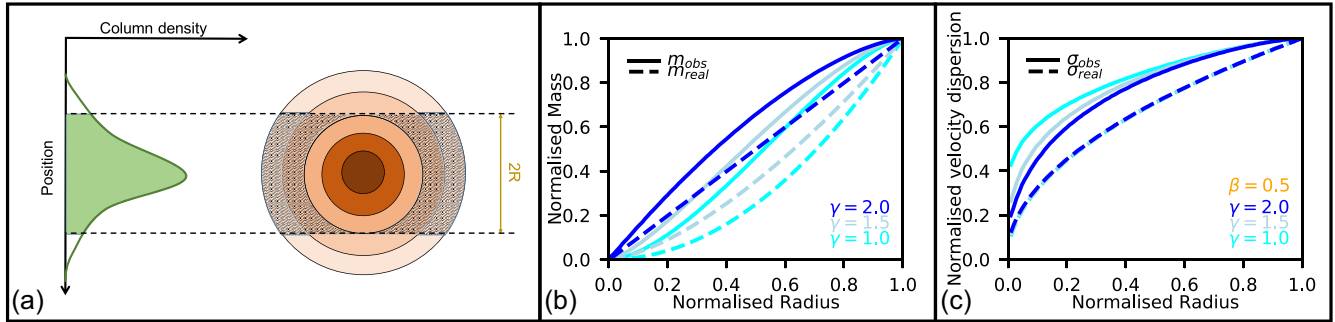 Column density
Position
2R
(a)
Normalised Mass
1.0
0.8
0.6
0.4
0.2
0.0
m_obs
m_real
γ = 2.0
γ = 1.5
γ = 1.0
0.0 0.2 0.4 0.6 0.8 1.0
Normalised Radius
(b)
Normalised velocity dispersion
1.0
0.8
0.6
0.4
0.2
0.0
σ_obs
σ_real
β = 0.5
γ = 2.0
γ = 1.5
γ = 1.0
0.0 0.2 0.4 0.6 0.8 1.0
Normalised Radius
(c)